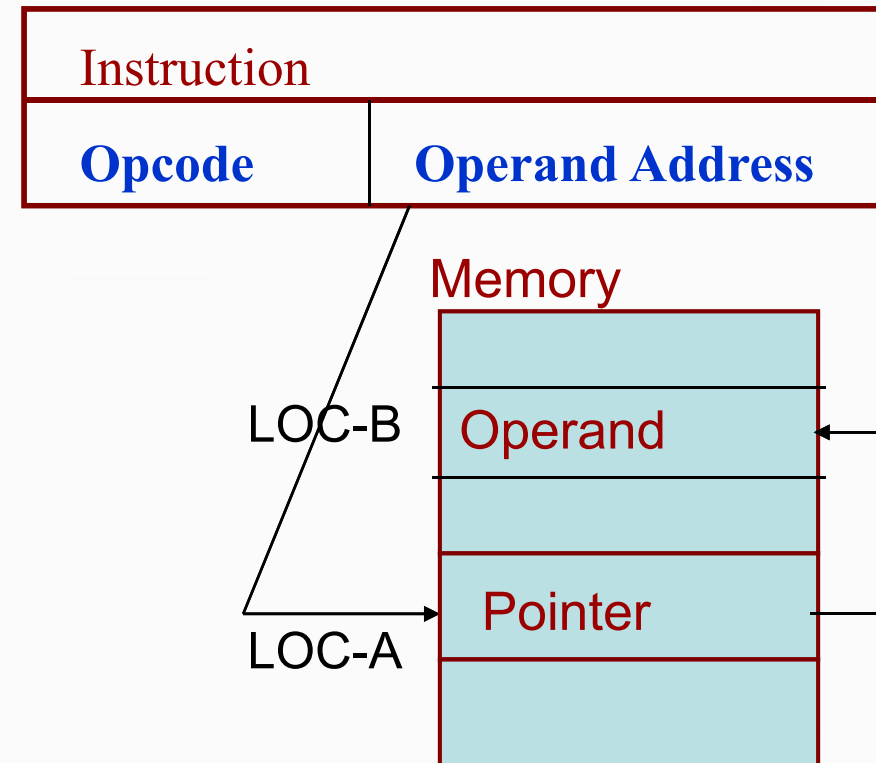 Instruction
Opcode
Operand Address
Memory
LOC-B
Operand
Pointer
LOC-A